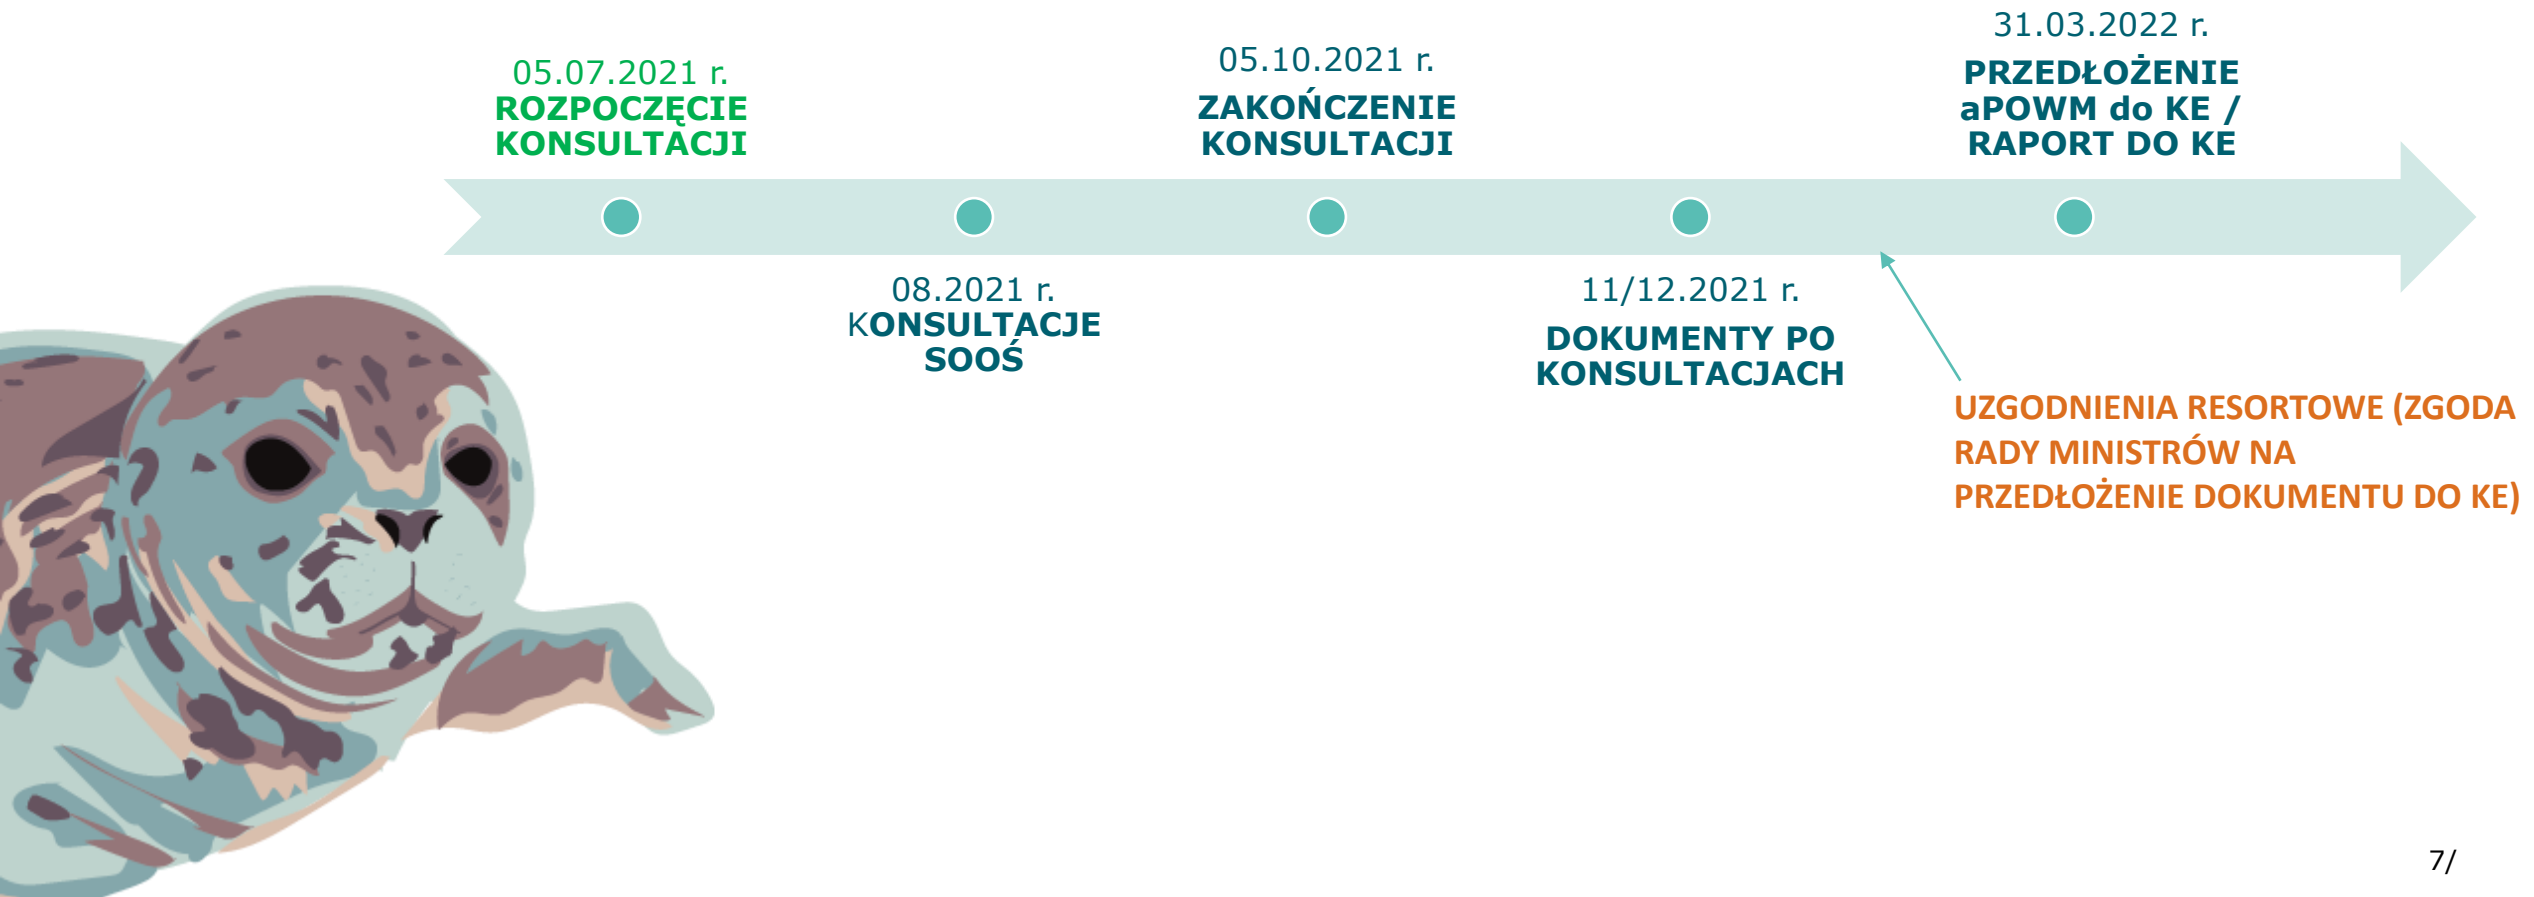 05.07.2021 r.
ROZPOCZĘCIE
KONSULTACJI
08.2021 r.
KONSULTACJE
SOOŚ
05.10.2021 r.
ZAKOŃCZENIE
KONSULTACJI
11/12.2021 r.
DOKUMENTY PO
KONSULTACJACH
31.03.2022 r.
PRZEDŁOŻENIE
aPOWM do KE /
RAPORT DO KE
UZGODNIENIA RESORTOWE (ZGODA
RADY MINISTRÓW NA
PRZEDŁOŻENIE DOKUMENTU DO KE)
7/